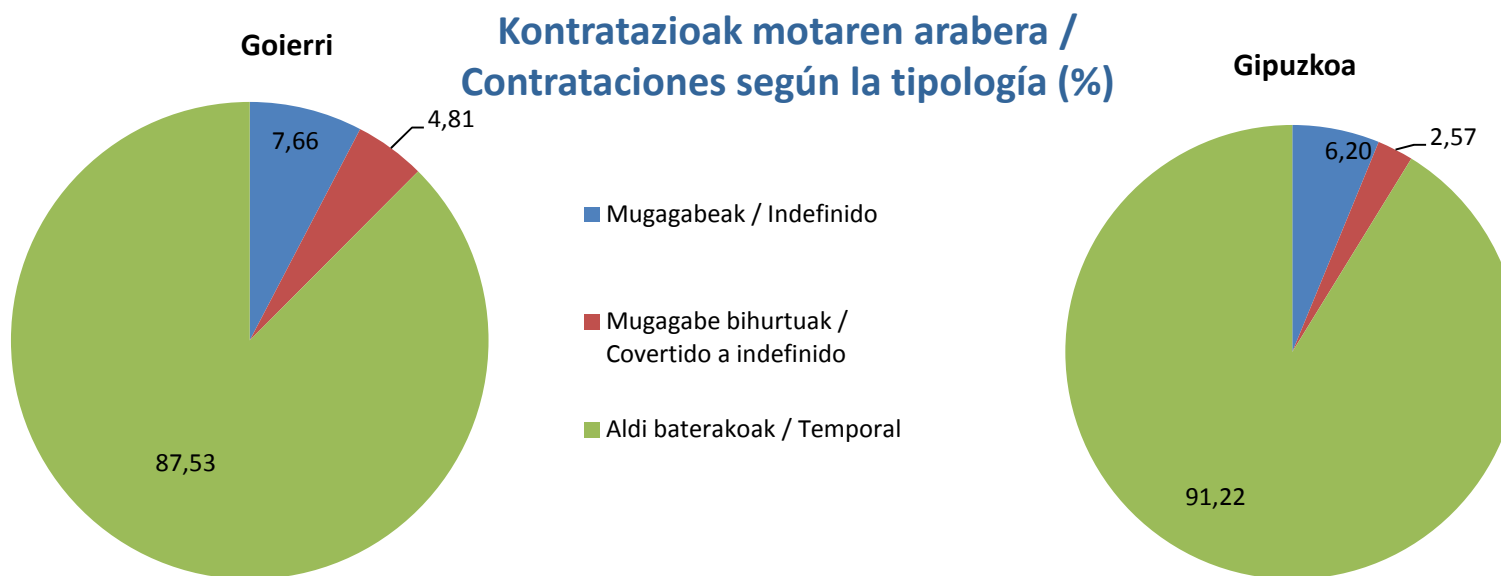 Kontratazioak motaren arabera /
Contrataciones según la tipología (%)
Goierri
7,66
4,81
87,53
Mugagabeak / Indefinido
Mugagabe bihurtuak /
Covertido a indefinido
Aldi baterakoak / Temporal
Gipuzkoa
6,20
2,57
91,22